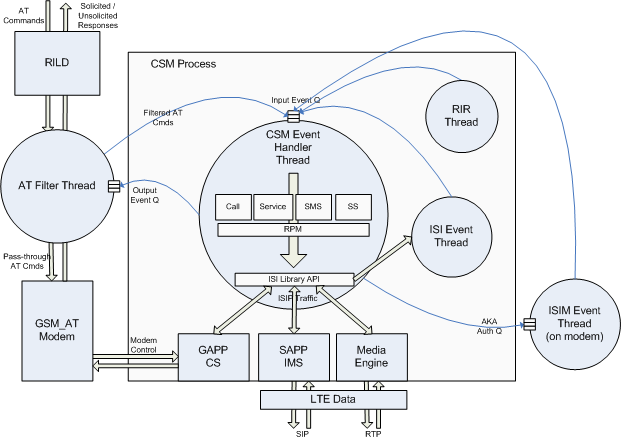 AT
Commands
Solicited /
Unsolicited
Responses
RILD
CSM Process
Input Event Q
Filtered AT
Cmds
CSM Event
Handler
Thread
RIR
Thread
AT Filter Thread
Output
Event Q
Call
Service
SMS
SS
RPM
ISI Event
Thread
Pass-through
AT Cmds
ISI Library API
ISIP Traffic
GSM_AT
Modem
Modem
Control
GAPP
CS
SAPP
IMS
Media
Engine
AKA
Auth Q
ISIM Event
Thread
(on modem)
LTE Data
SIP
RTP